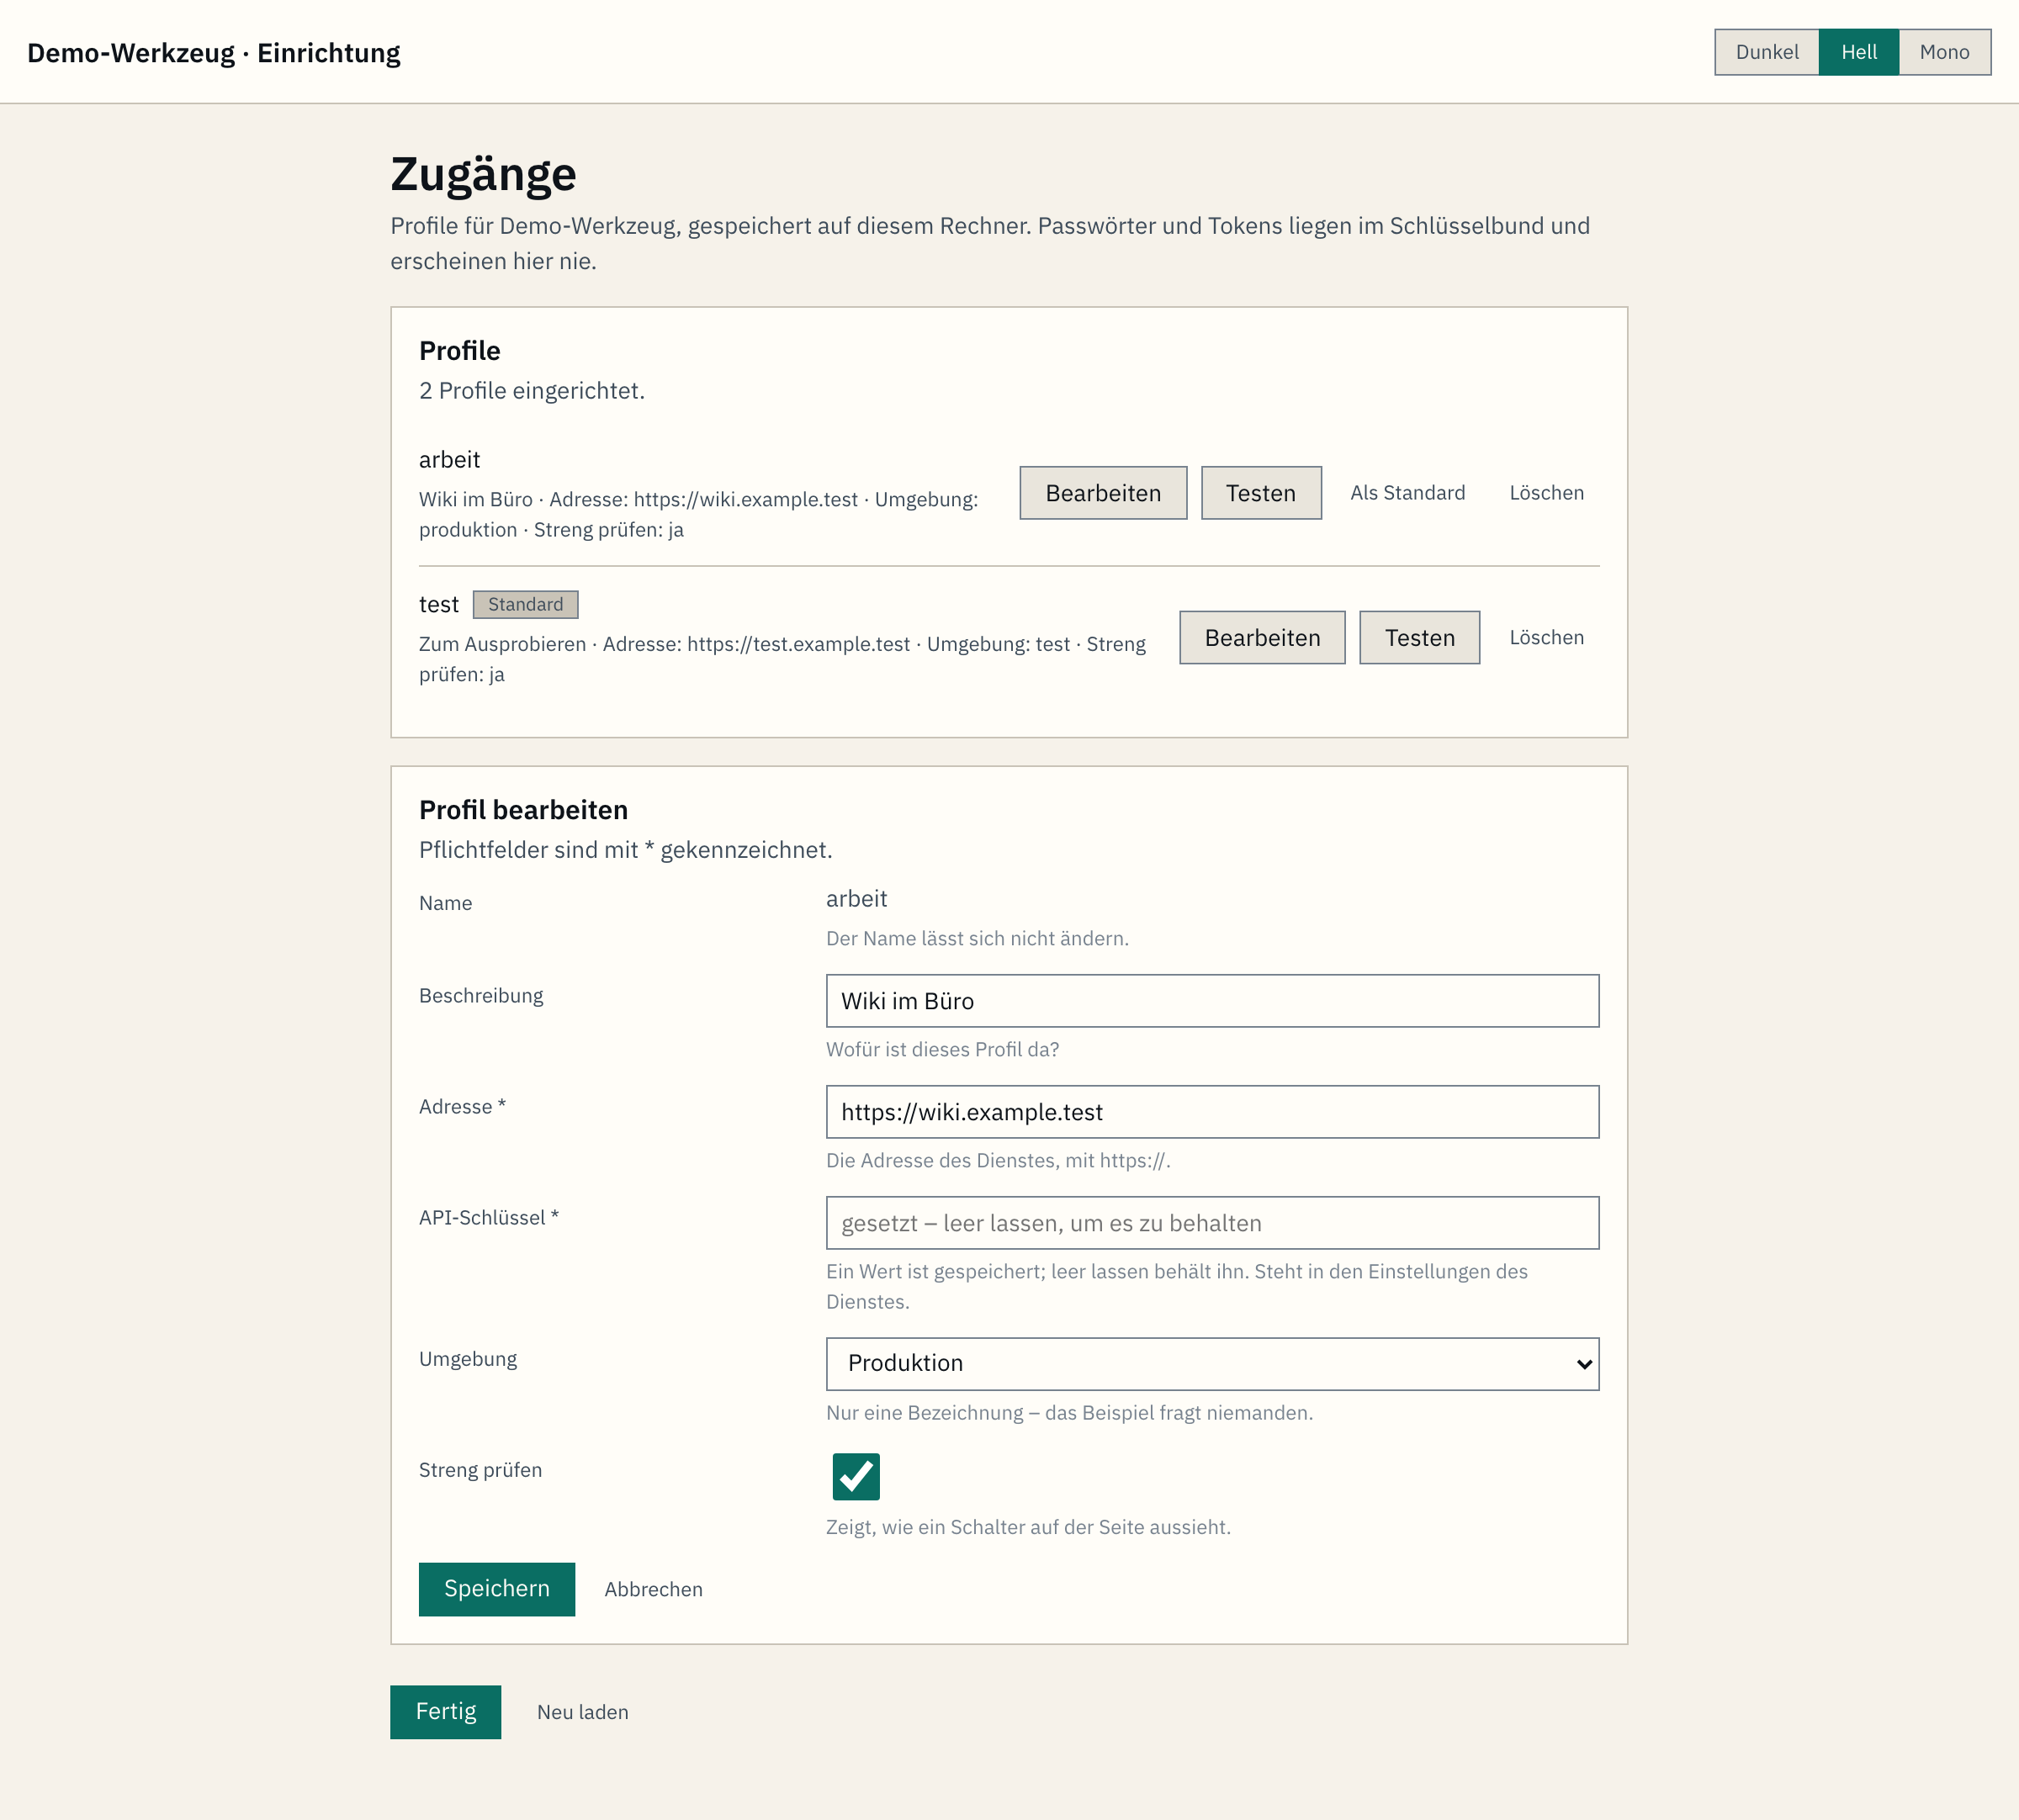 Demo-Werkzeug · Einrichtung
Dunkel
Hell
Mono
Zugänge
Profile für Demo-Werkzeug, gespeichert auf diesem Rechner. Passwörter und Tokens liegen im Schlüsselbund und
erscheinen hier nie.
Profile
2 Profile eingerichtet.
arbeit
Wiki im Büro · Adresse: https://wiki.example.test · Umgebung:
produktion · Streng prüfen: ja
Bearbeiten
Testen
Als Standard
Löschen
test
Standard
Zum Ausprobieren · Adresse: https://test.example.test · Umgebung: test · Streng
prüfen: ja
Bearbeiten
Testen
Löschen
Profil bearbeiten
Pflichtfelder sind mit * gekennzeichnet.
Name
arbeit
Der Name lässt sich nicht ändern.
Beschreibung
Wiki im Büro
Wofür ist dieses Profil da?
Adresse *
https://wiki.example.test
Die Adresse des Dienstes, mit https://.
API-Schlüssel *
gesetzt – leer lassen, um es zu behalten
Ein Wert ist gespeichert; leer lassen behält ihn. Steht in den Einstellungen des
Dienstes.
Umgebung
Produktion
Nur eine Bezeichnung – das Beispiel fragt niemanden.
Streng prüfen
Zeigt, wie ein Schalter auf der Seite aussieht.
Speichern
Abbrechen
Fertig
Neu laden